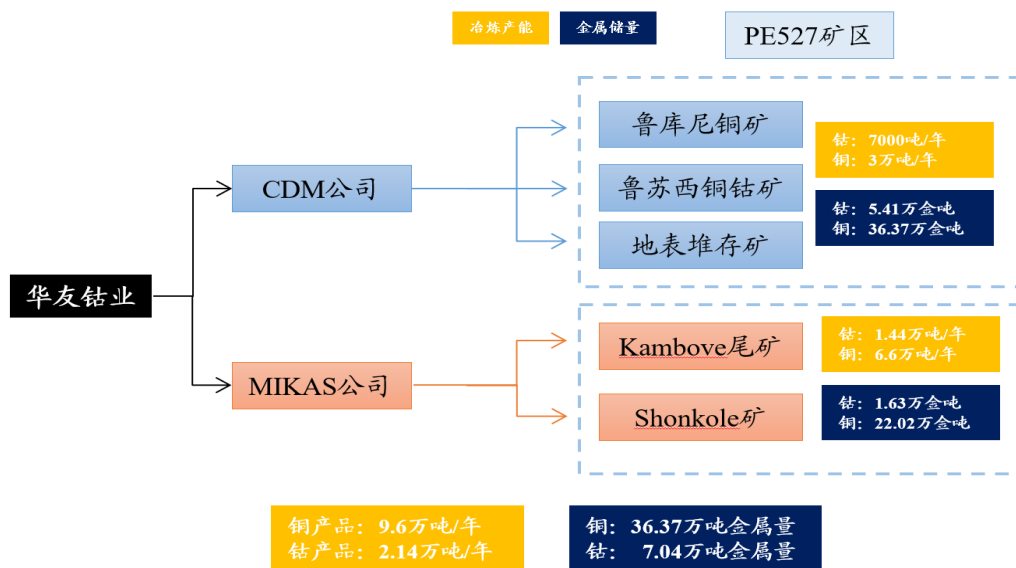 冶炼产能
金属储量
PE527矿区
鲁库尼铜矿
钴：7000吨/年
铜：3万吨/年
CDM公司
鲁苏西铜钴矿
钴：5.41万金吨
铜：36.37万金吨
地表堆存矿
华友钴业
Kambove尾矿
钴：1.44万吨/年
铜：6.6万吨/年
MIKAS公司
Shonkole矿
钴：1.63万金吨
铜：22.02万金吨
铜产品：9.6万吨/年
钴产品：2.14万吨/年
铜：36.37万吨金属量
钴：7.04万吨金属量